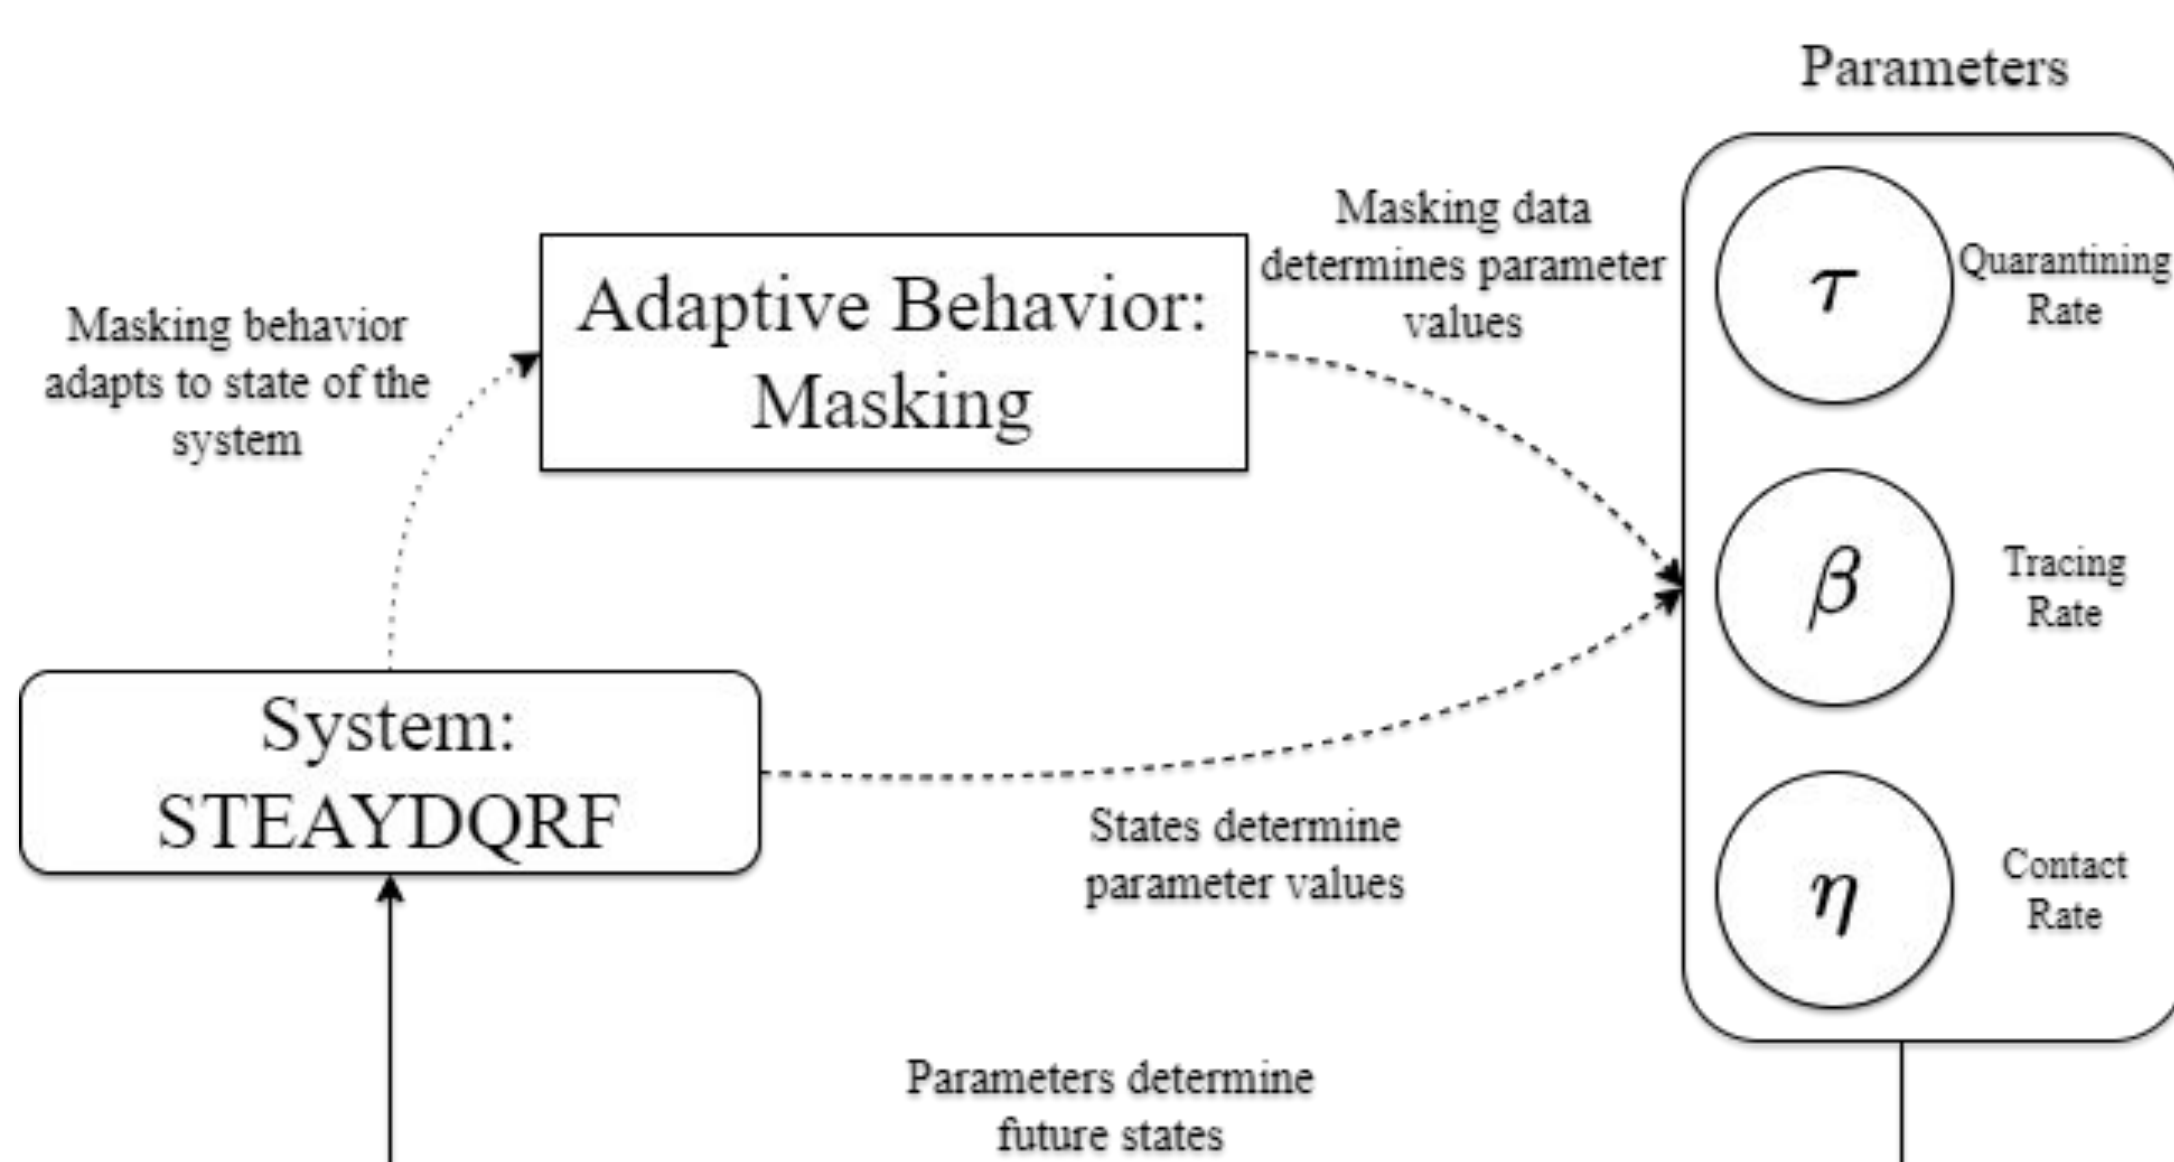 Parameters
Masking data
determines parameter
values
τ
Quarantining
Rate
Adaptive Behavior:
Masking
Masking behavior
adapts to state of the
system
β
Tracing
Rate
System:
STEAYDQRF
States determine
parameter values
η
Contact
Rate
Parameters determine
future states